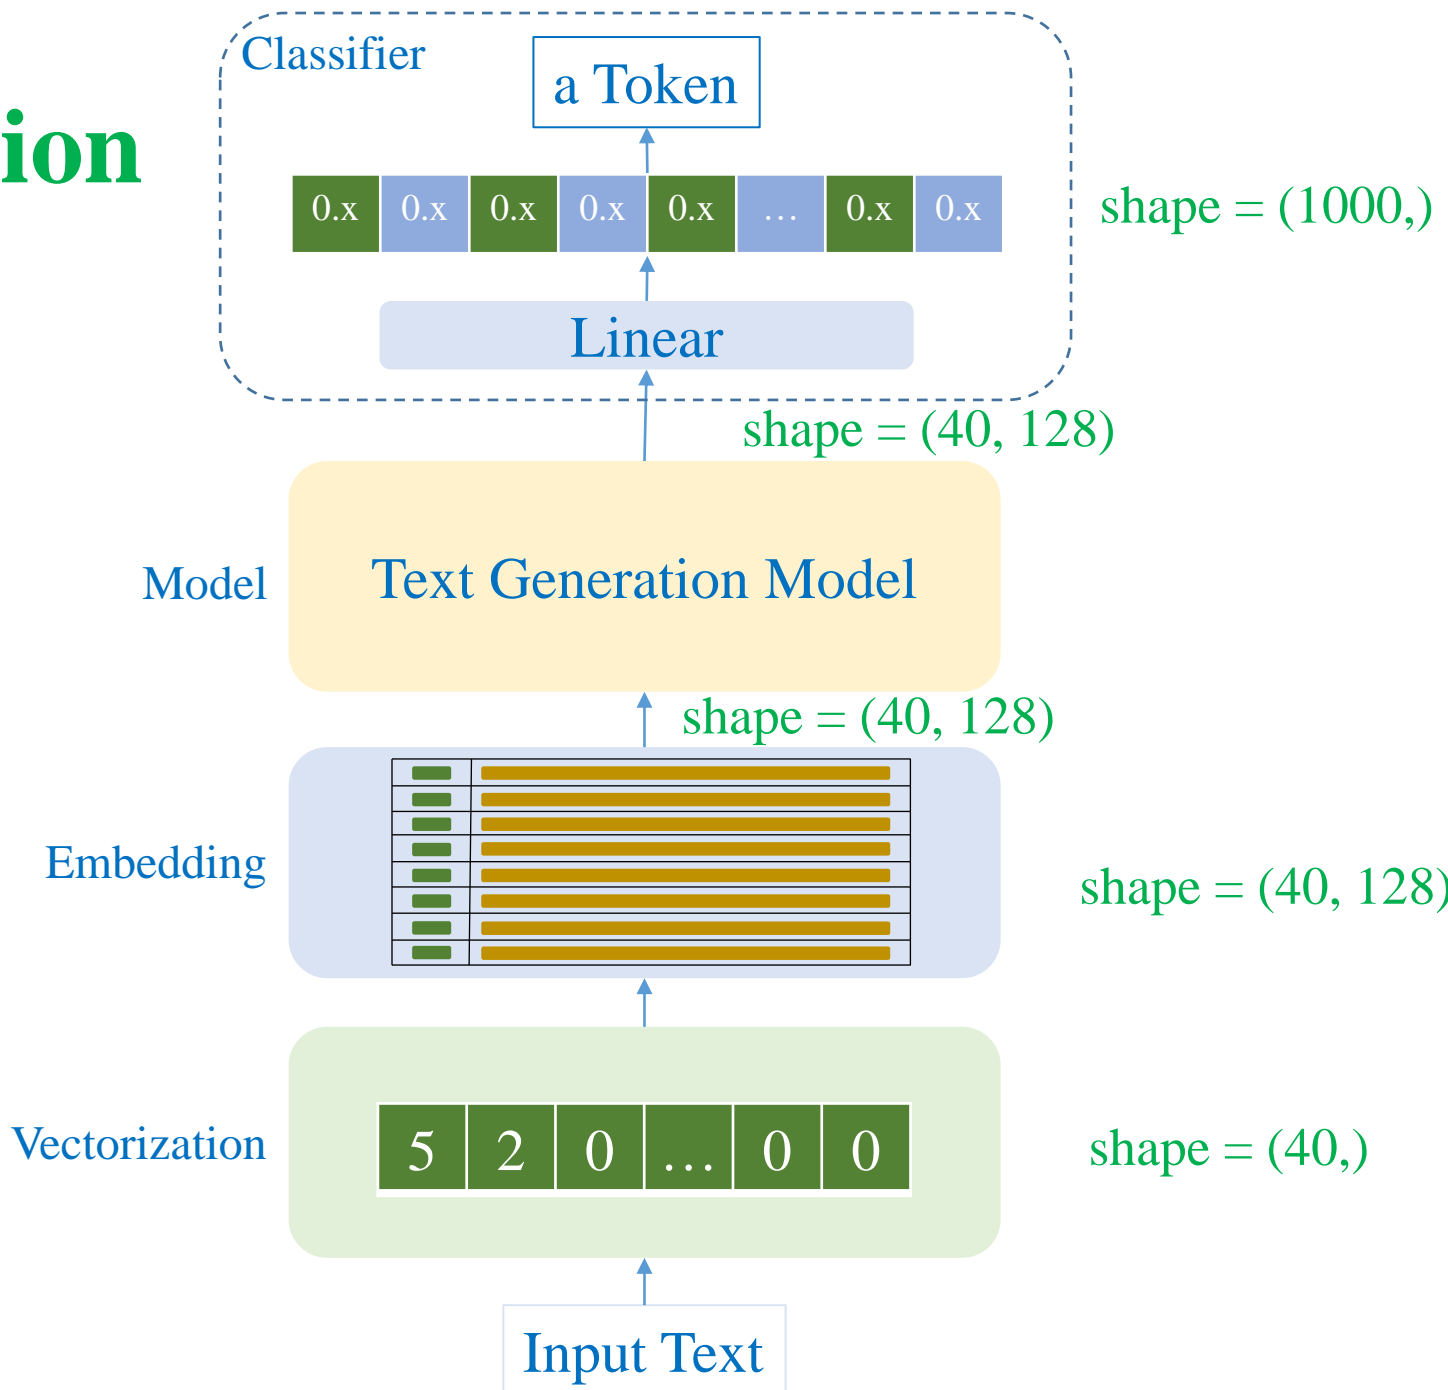 Classifier
a Token
ion
0.x 0.x 0.x 0.x 0.x … 0.x 0.x
shape = (1000,)
Linear
shape = (40, 128)
Model
Text Generation Model
shape = (40, 128)
Embedding
shape = (40, 128)
Vectorization
5 2 0 … 0 0
shape = (40,)
Input Text